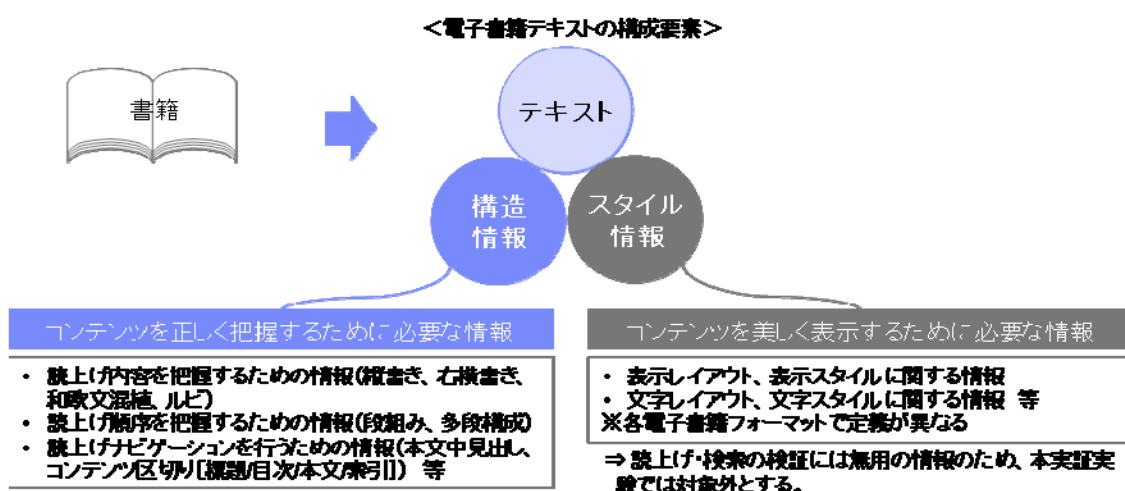 ＜電子書籍テキストの構成要素＞
書籍
テキスト
構造
情報
スタイル
情報
コンテンツを正しく把握するために必要な情報
・ 読上げ内容を把握するための情報(縦書き、右横書き、
和欧文混植、ルビ)
・ 読上げ順序を把握するための情報(段組み、多段構成)
・ 読上げナビゲーションを行うための情報(本文中見出し、
コンテンツ区切り[標題/目次/本文/索引]) 等
コンテンツを美しく表示するために必要な情報
・ 表示レイアウト、表示スタイルに関する情報
・ 文字レイアウト、文字スタイルに関する情報 等
※各電子書籍フォーマットで定義が異なる
⇒ 読上げ・検索の検証には無用の情報のため、本実証実
験では対象外とする。